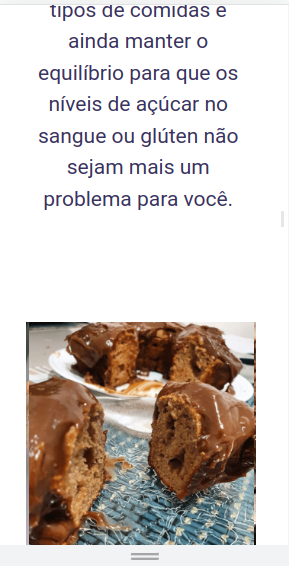 tipos de comidas e
ainda manter o
equilíbrio para que os
níveis de açúcar no
sangue ou glúten não
sejam mais um
problema para você.